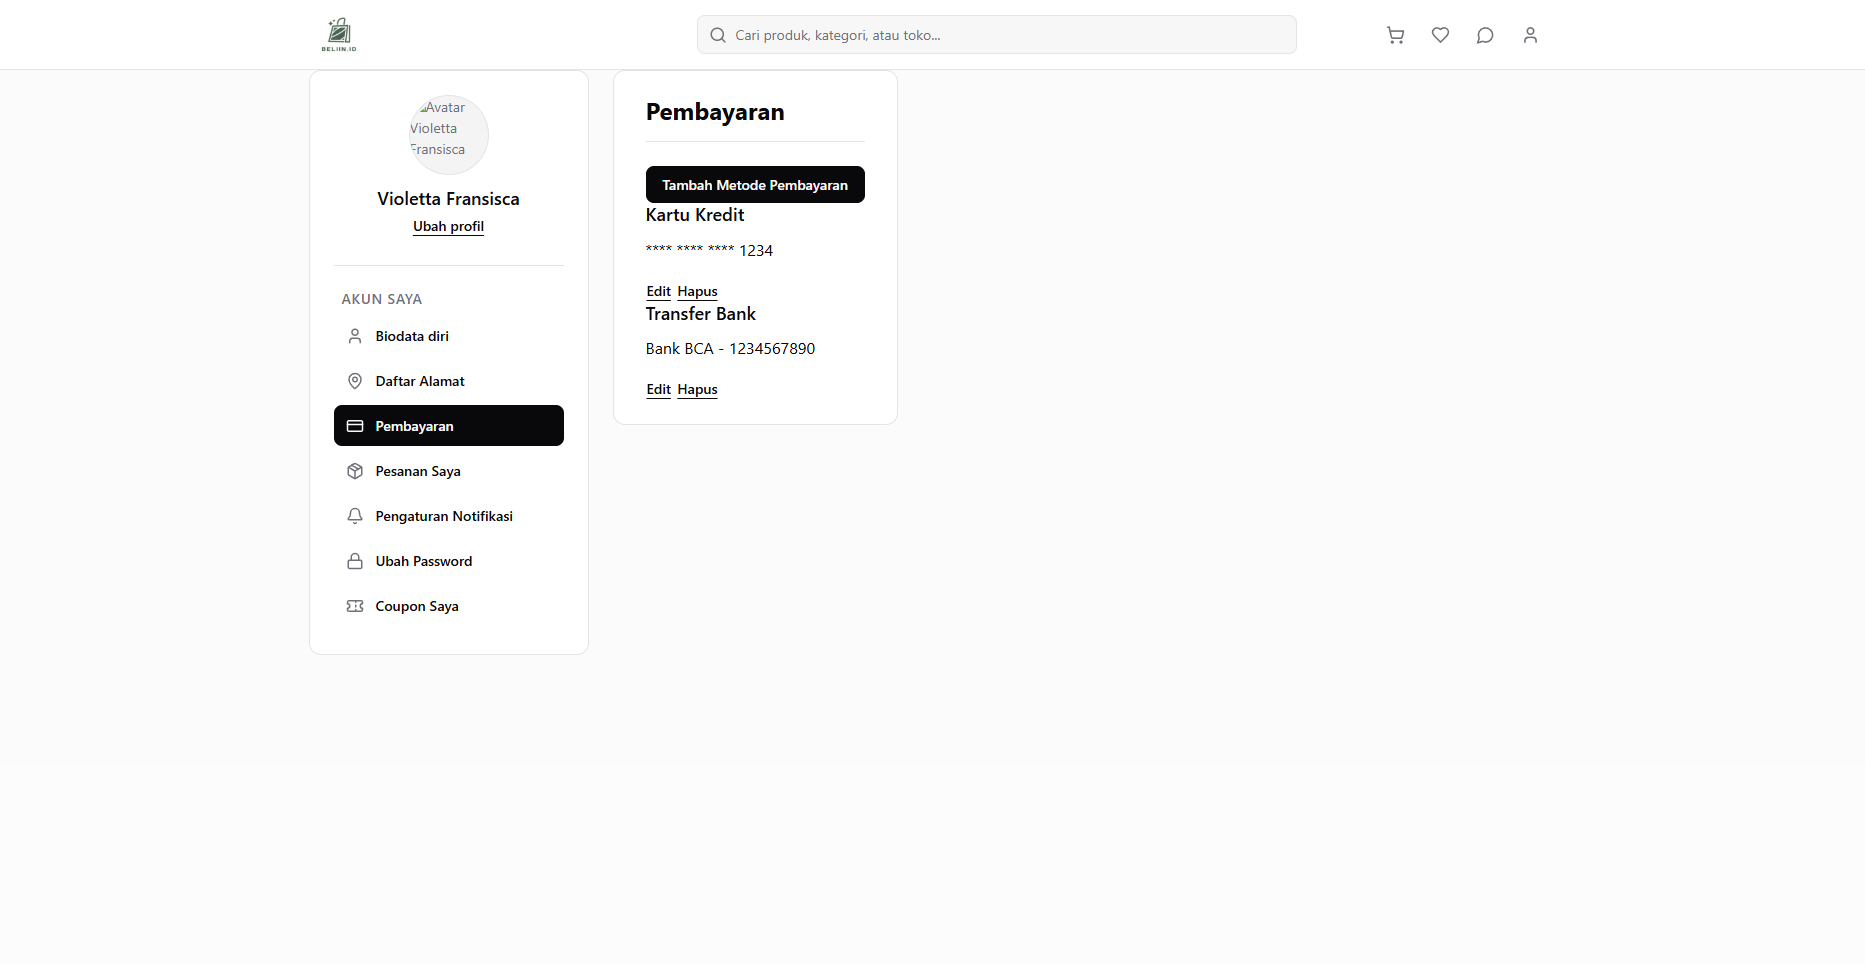 BELIIN.ID
Cari produk, kategori, atau toko...
Avatar
Violetta
Fransisca
Violetta Fransisca
Ubah profil
AKUN SAYA
Biodata diri
Daftar Alamat
Pembayaran
Pesanan Saya
Pengaturan Notifikasi
Ubah Password
Coupon Saya
Pembayaran
Tambah Metode Pembayaran
Kartu Kredit
**** **** **** 1234
Edit Hapus
Transfer Bank
Bank BCA - 1234567890
Edit Hapus